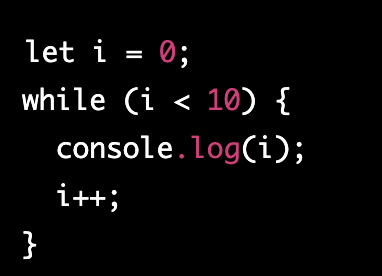 let i = 0;
while (i < 10) {
  console.log(i);
  i++;
}